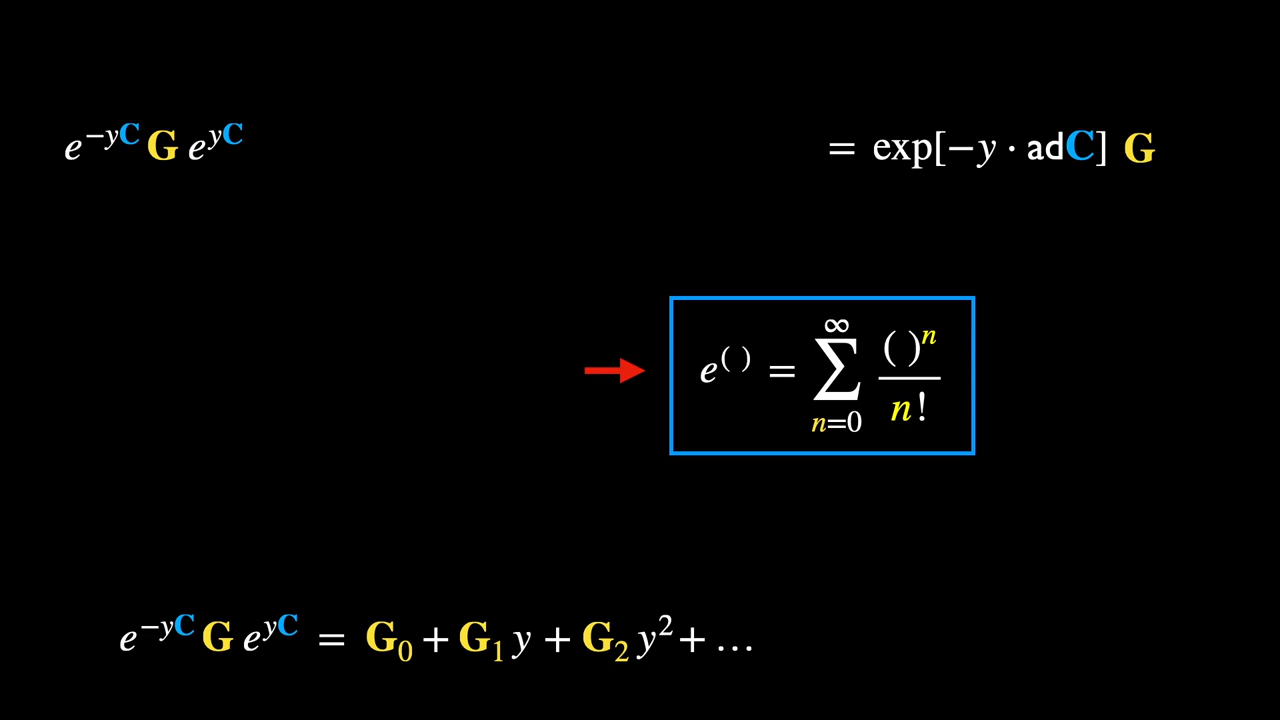 e^{−yC} G e^{yC} = exp[−y · adC] G
e^{( )} = ∑_{n=0}^{∞} ( )^n / n!
e^{−yC} G e^{yC} = G_0 + G_1 y + G_2 y^2 + …